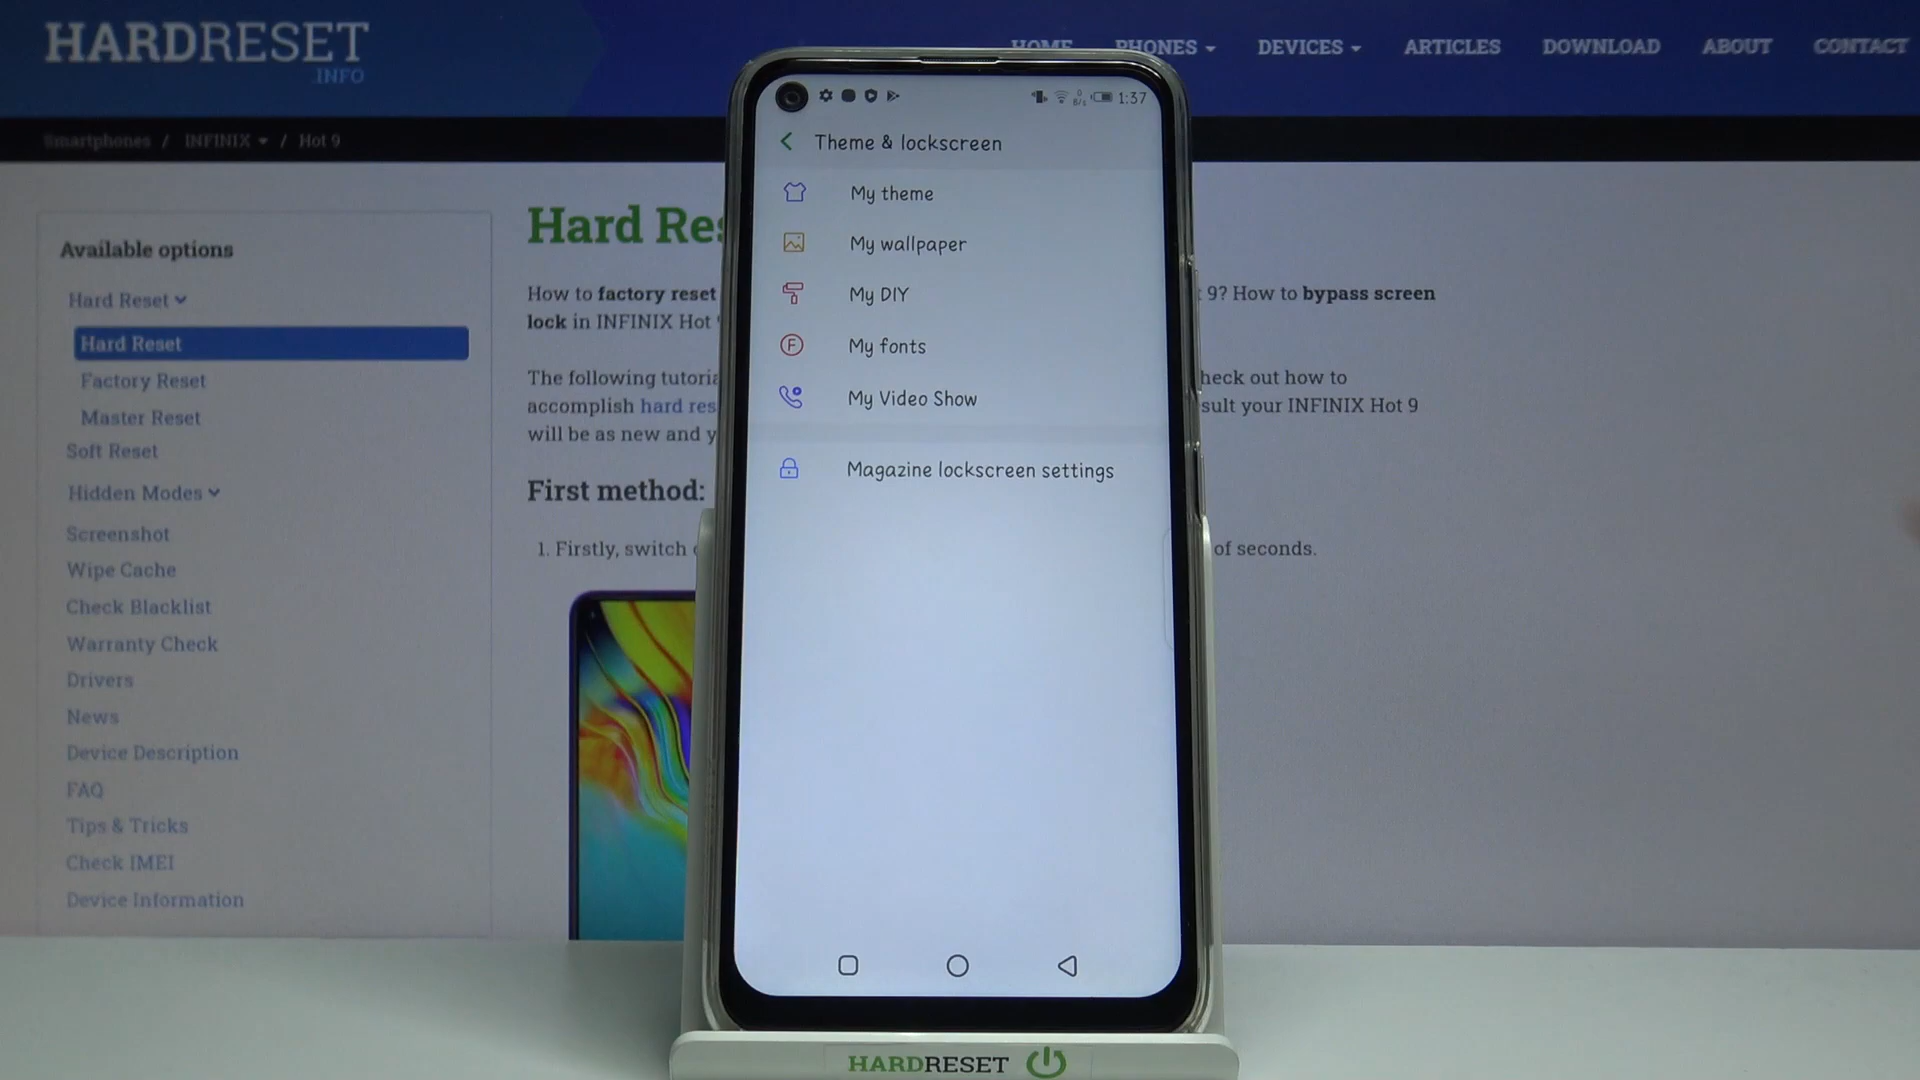 HARDRESET
.INFO
HOME PHONES DEVICES ARTICLES DOWNLOAD ABOUT CONTACT
Smartphones / INFINIX / Hot 9
Available options
Hard Reset
Hard Reset
Factory Reset
Master Reset
Soft Reset
Hidden Modes
Screenshot
Wipe Cache
Check Blacklist
Warranty Check
Drivers
News
Device Description
FAQ
Tips & Tricks
Check IMEI
Device Information
Hard Res
How to factory reset
lock in INFINIX Hot
9? How to bypass screen
The following tutoria
accomplish hard res
will be as new and y
heck out how to
sult your INFINIX Hot 9
First method:
1. Firstly, switch
of seconds.
1:37
Theme & lockscreen
My theme
My wallpaper
My DIY
My fonts
My Video Show
Magazine lockscreen settings
HARDRESET